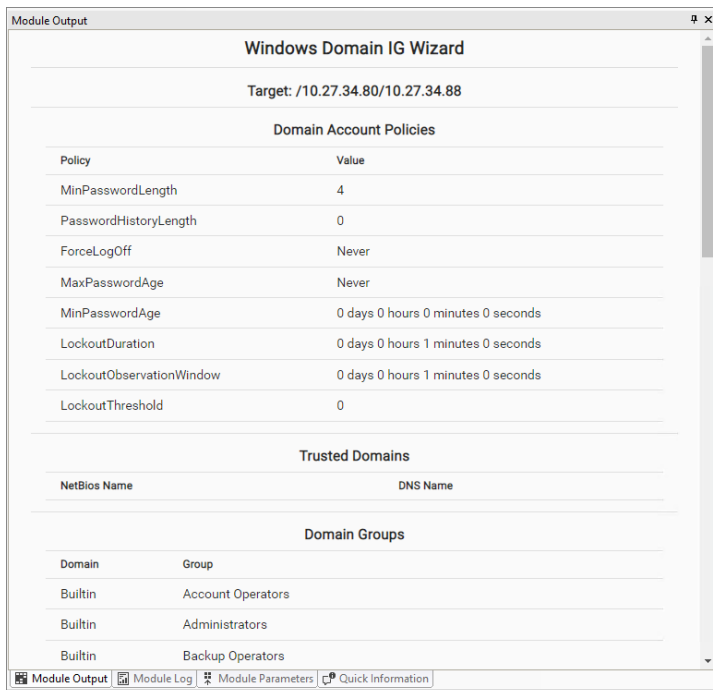 Module Output
Windows Domain IG Wizard
Target: /10.27.34.80/10.27.34.88
Domain Account Policies
Policy Value
MinPasswordLength 4
PasswordHistoryLength 0
ForceLogOff Never
MaxPasswordAge Never
MinPasswordAge 0 days 0 hours 0 minutes 0 seconds
LockoutDuration 0 days 0 hours 1 minutes 0 seconds
LockoutObservationWindow 0 days 0 hours 1 minutes 0 seconds
LockoutThreshold 0
Trusted Domains
NetBios Name DNS Name
Domain Groups
Domain Group
Builtin Account Operators
Builtin Administrators
Builtin Backup Operators
Module Output Module Log Module Parameters Quick Information